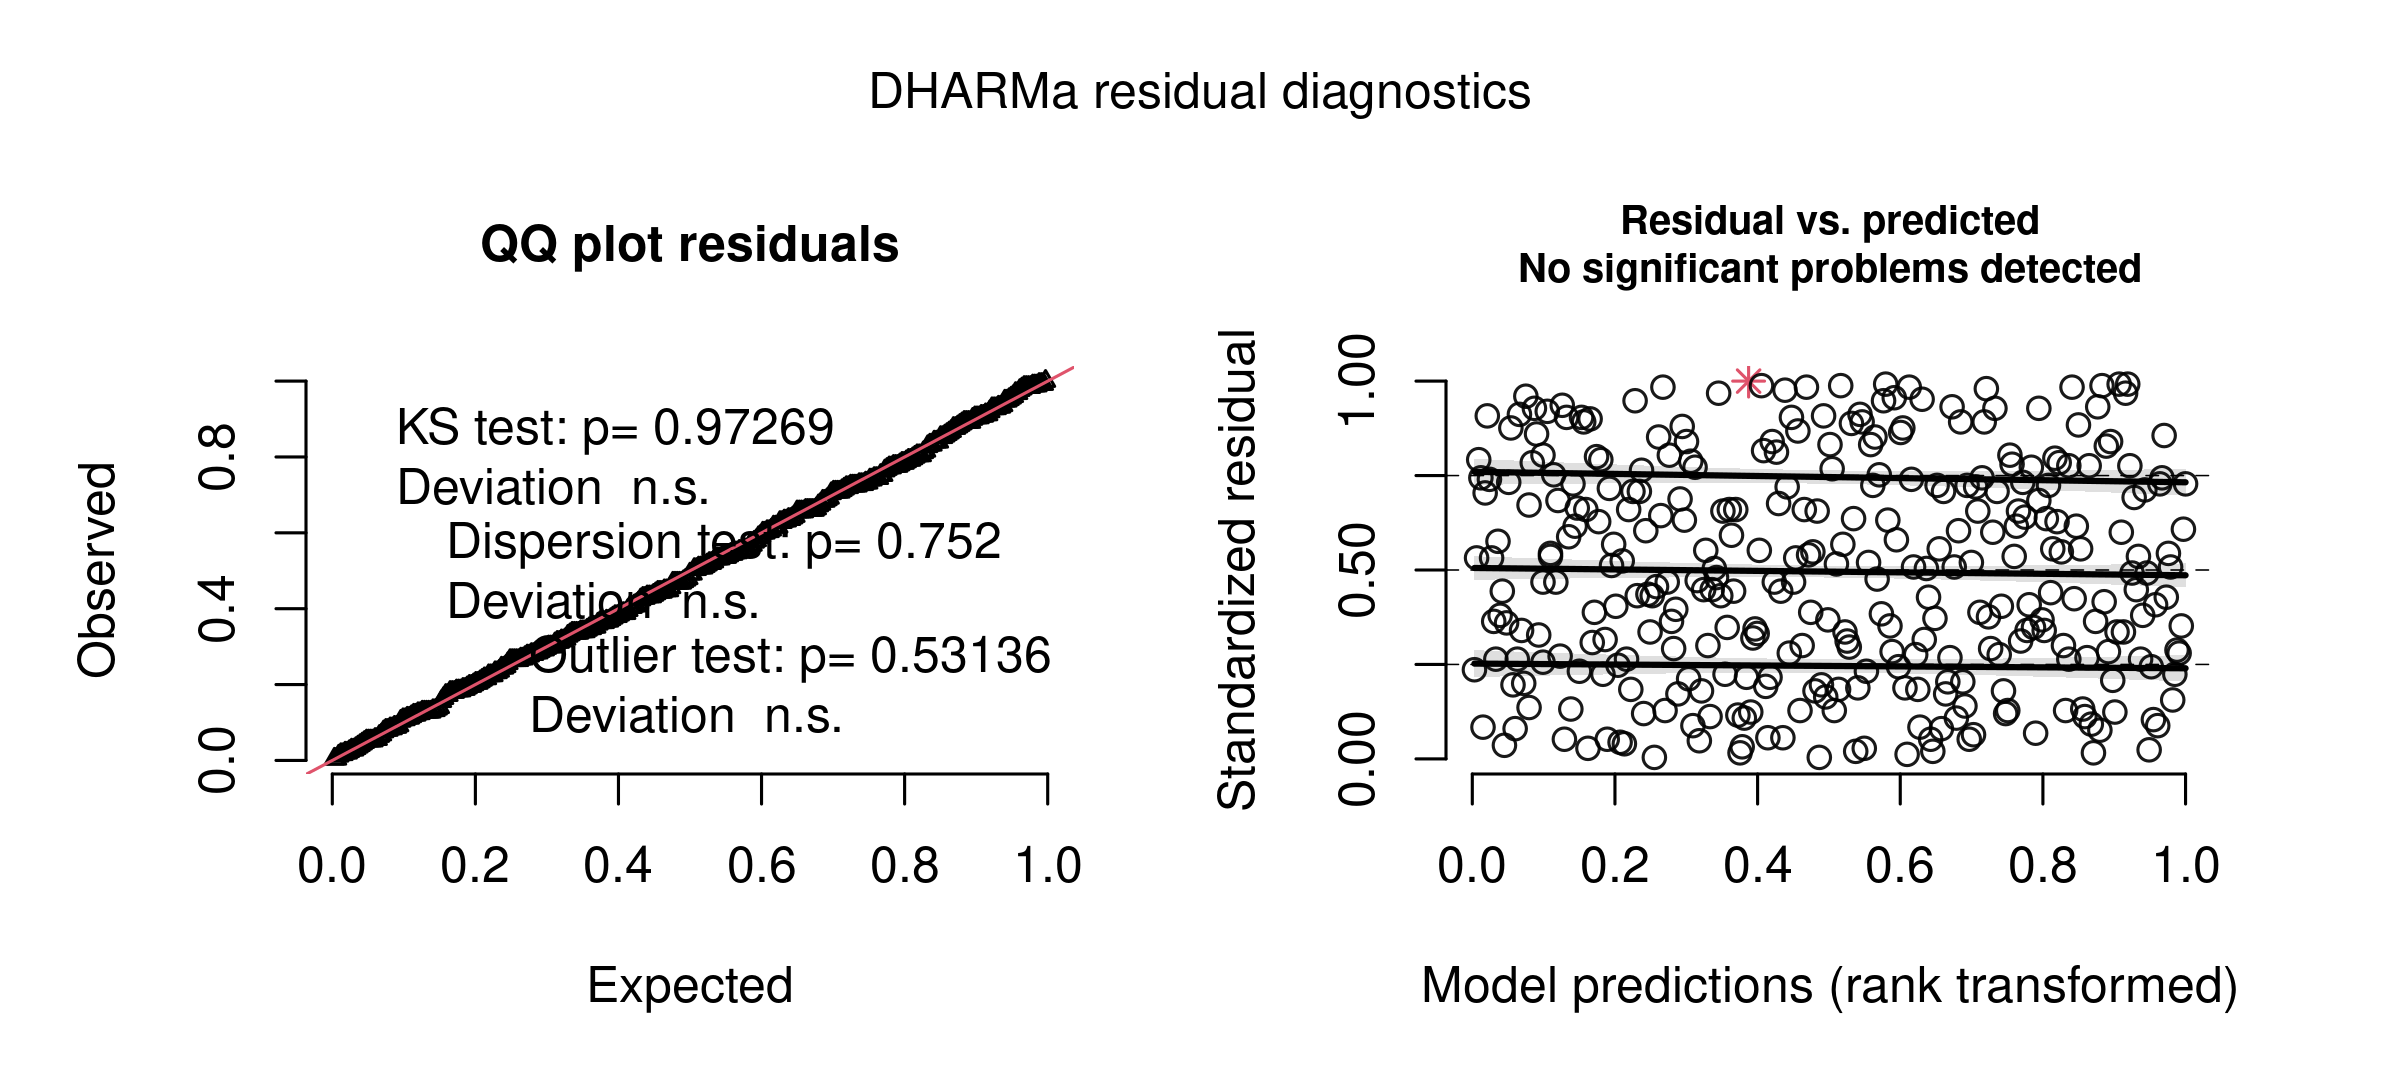 DHARMa residual diagnostics
QQ plot residuals
KS test: p= 0.97269
Deviation n.s.
Dispersion test: p= 0.752
Deviation n.s.
Outlier test: p= 0.53136
Deviation n.s.
Observed
0.0 0.4 0.8
0.0 0.2 0.4 0.6 0.8 1.0
Expected
Residual vs. predicted
No significant problems detected
Standardized residual
0.00 0.50 1.00
0.0 0.2 0.4 0.6 0.8 1.0
Model predictions (rank transformed)